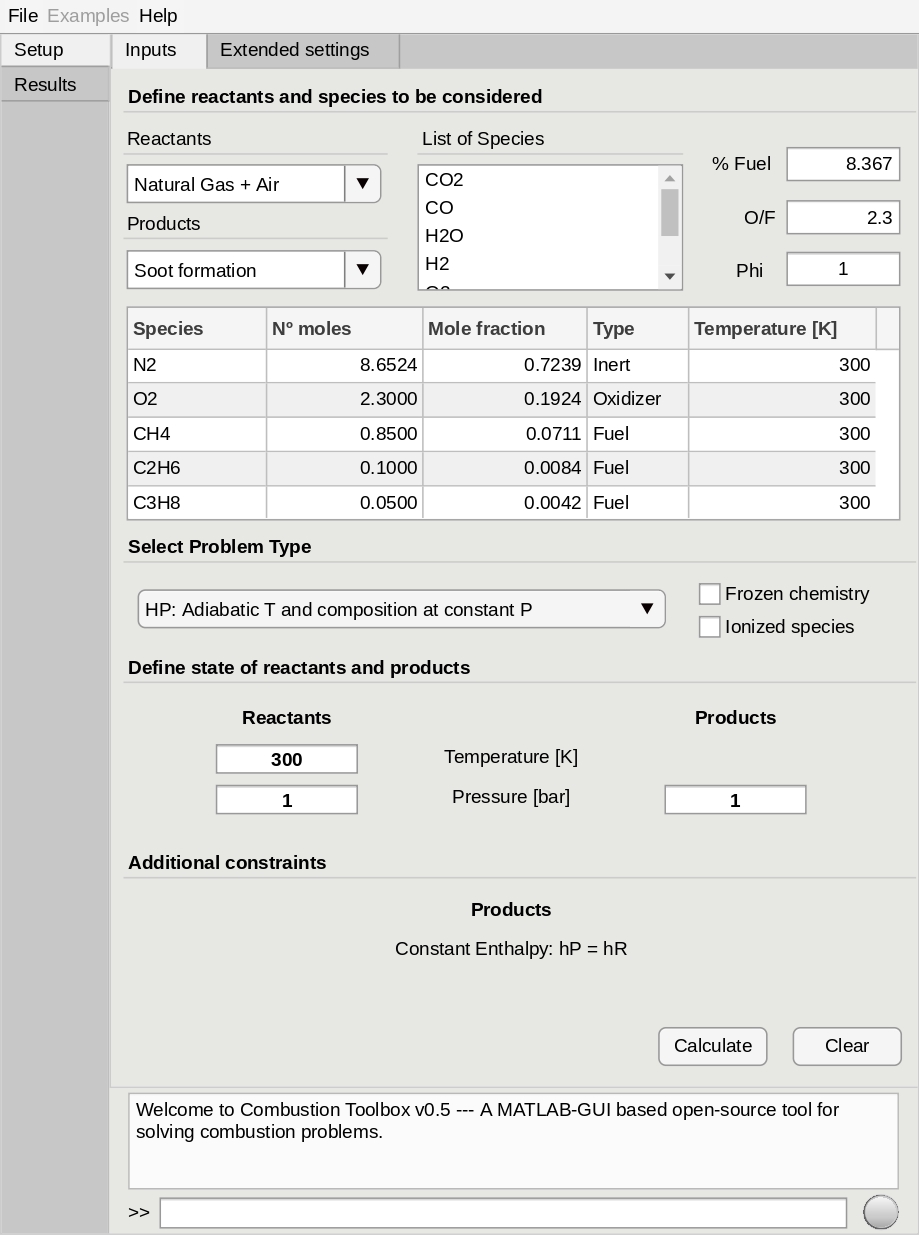 File Examples Help
Setup Inputs Extended settings
Results
Define reactants and species to be considered
Reactants List of Species
% Fuel 8.367
Natural Gas + Air ▼ CO2
CO
Products H2O O/F 2.3
Soot formation ▼ H2 Phi 1
Species Nº moles Mole fraction Type Temperature [K]
N2 8.6524 0.7239 Inert 300
O2 2.3000 0.1924 Oxidizer 300
CH4 0.8500 0.0711 Fuel 300
C2H6 0.1000 0.0084 Fuel 300
C3H8 0.0500 0.0042 Fuel 300
Select Problem Type
HP: Adiabatic T and composition at constant P ▼ Frozen chemistry
Ionized species
Define state of reactants and products
Reactants Products
300 Temperature [K]
1 Pressure [bar] 1
Additional constraints
Products
Constant Enthalpy: hP = hR
Calculate Clear
Welcome to Combustion Toolbox v0.5 --- A MATLAB-GUI based open-source tool for
solving combustion problems.
>>